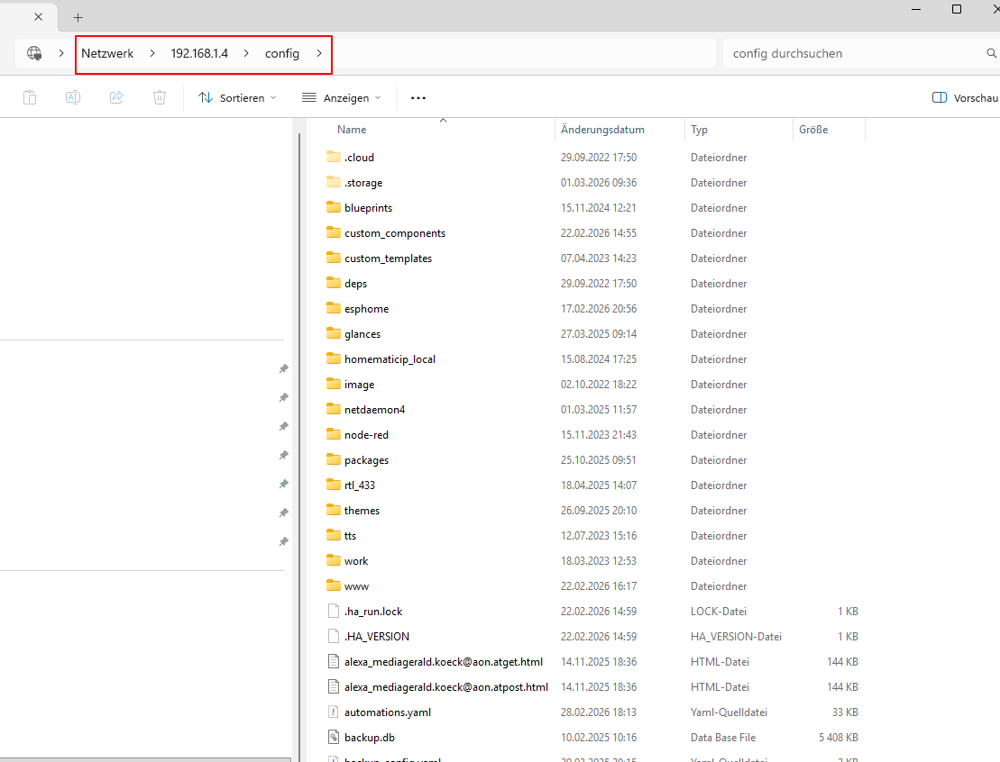 Netzwerk > 192.168.1.4 > config > config durchsuchen
Sortieren Anzeigen ••• Vorschau
Name Änderungsdatum Typ Größe
.cloud 29.09.2022 17:50 Dateiordner
.storage 01.03.2026 09:36 Dateiordner
blueprints 15.11.2024 12:21 Dateiordner
custom_components 22.02.2026 14:55 Dateiordner
custom_templates 07.04.2023 14:23 Dateiordner
deps 29.09.2022 17:50 Dateiordner
esphome 17.02.2026 20:56 Dateiordner
glances 27.03.2025 09:14 Dateiordner
homematicip_local 15.08.2024 17:25 Dateiordner
image 02.10.2022 18:22 Dateiordner
netdaemon4 01.03.2025 11:57 Dateiordner
node-red 15.11.2023 21:43 Dateiordner
packages 25.10.2025 09:51 Dateiordner
rtl_433 18.04.2025 14:07 Dateiordner
themes 26.09.2025 20:10 Dateiordner
tts 12.07.2023 15:16 Dateiordner
work 18.03.2023 12:53 Dateiordner
www 22.02.2026 16:17 Dateiordner
.ha_run.lock 22.02.2026 14:59 LOCK-Datei 1 KB
.HA_VERSION 22.02.2026 14:59 HA_VERSION-Datei 1 KB
alexa_mediagerald.koeck@aon.atget.html 14.11.2025 18:36 HTML-Datei 144 KB
alexa_mediagerald.koeck@aon.atpost.html 14.11.2025 18:36 HTML-Datei 144 KB
automations.yaml 28.02.2026 18:13 Yaml-Quelldatei 33 KB
backup.db 10.02.2025 10:16 Data Base File 5 408 KB